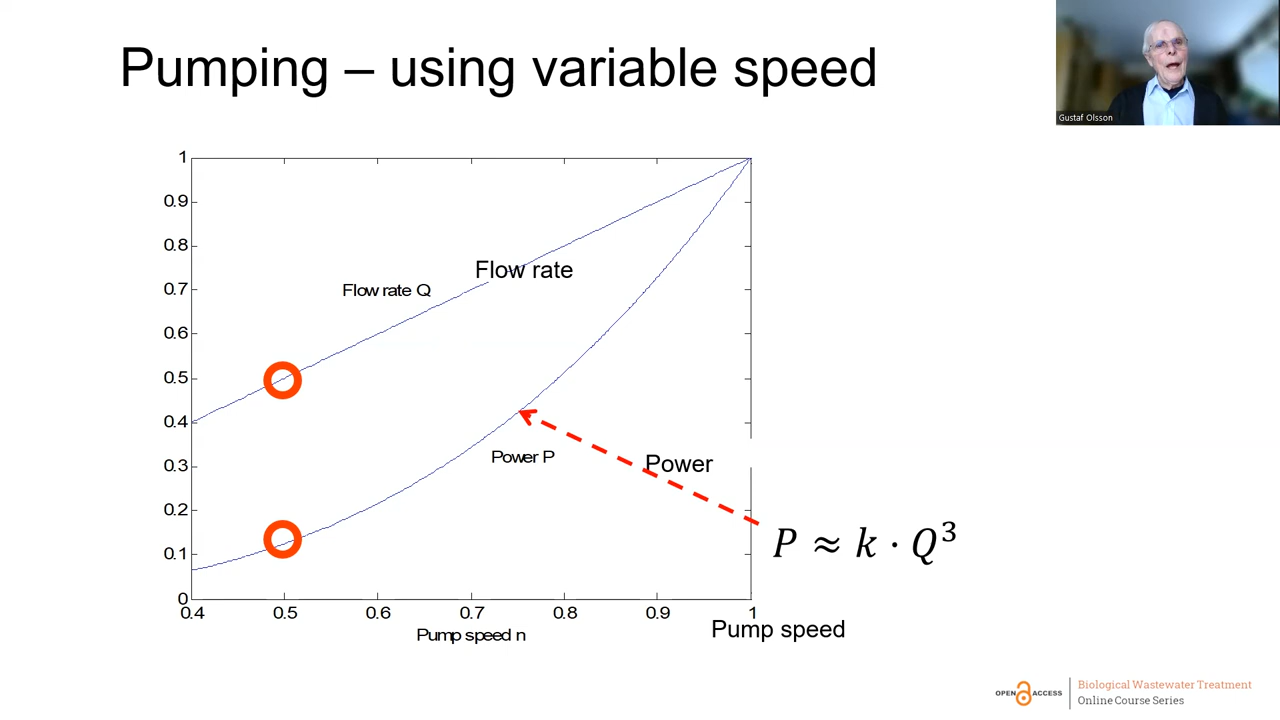 Pumping – using variable speed
Gustaf Olsson
1
0.9
0.8
0.7
0.6
0.5
0.4
0.3
0.2
0.1
0
Flow rate
Flow rate Q
Power P
Power
P ≈ k · Q³
0.4 0.5 0.6 0.7 0.8 0.9 1
Pump speed n
Pump speed
OPEN ACCESS
Biological Wastewater Treatment
Online Course Series